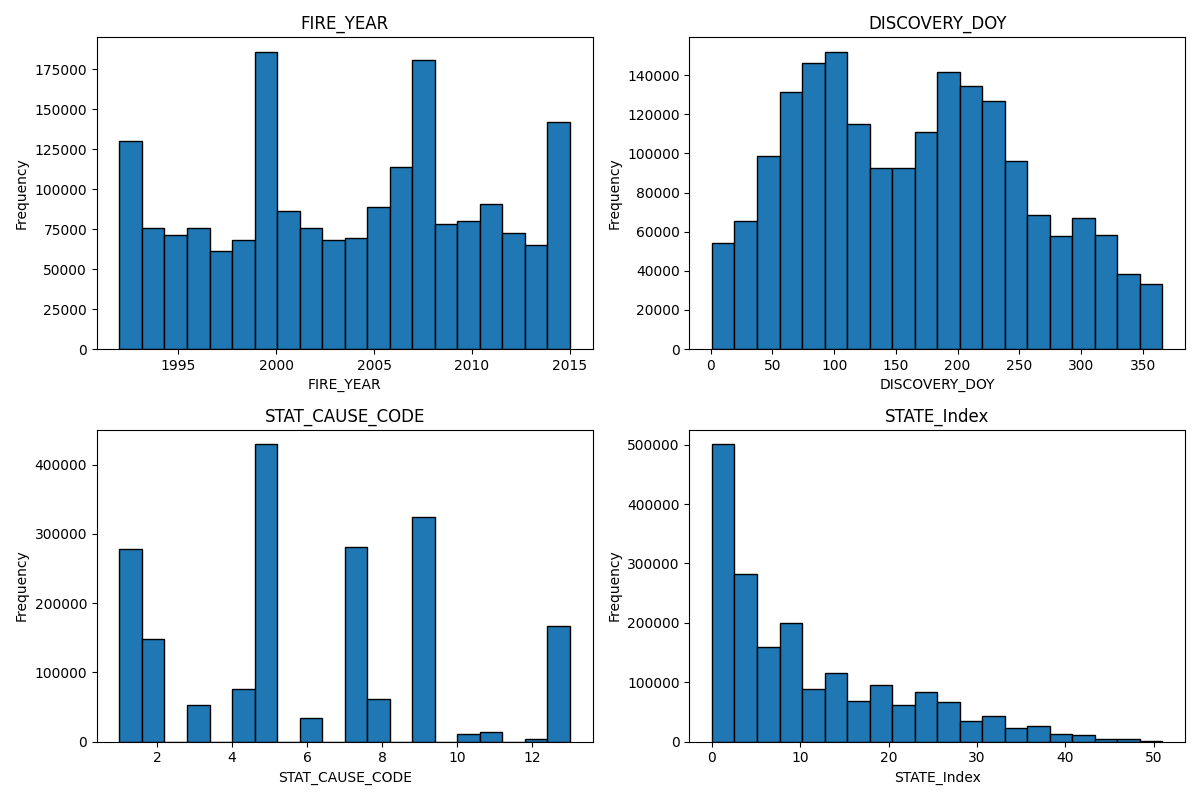 FIRE_YEAR
Frequency
175000
150000
125000
100000
75000
50000
25000
0
1995 2000 2005 2010 2015
FIRE_YEAR
DISCOVERY_DOY
Frequency
140000
120000
100000
80000
60000
40000
20000
0
0 50 100 150 200 250 300 350
DISCOVERY_DOY
STAT_CAUSE_CODE
Frequency
400000
300000
200000
100000
0
2 4 6 8 10 12
STAT_CAUSE_CODE
STATE_Index
Frequency
500000
400000
300000
200000
100000
0
0 10 20 30 40 50
STATE_Index